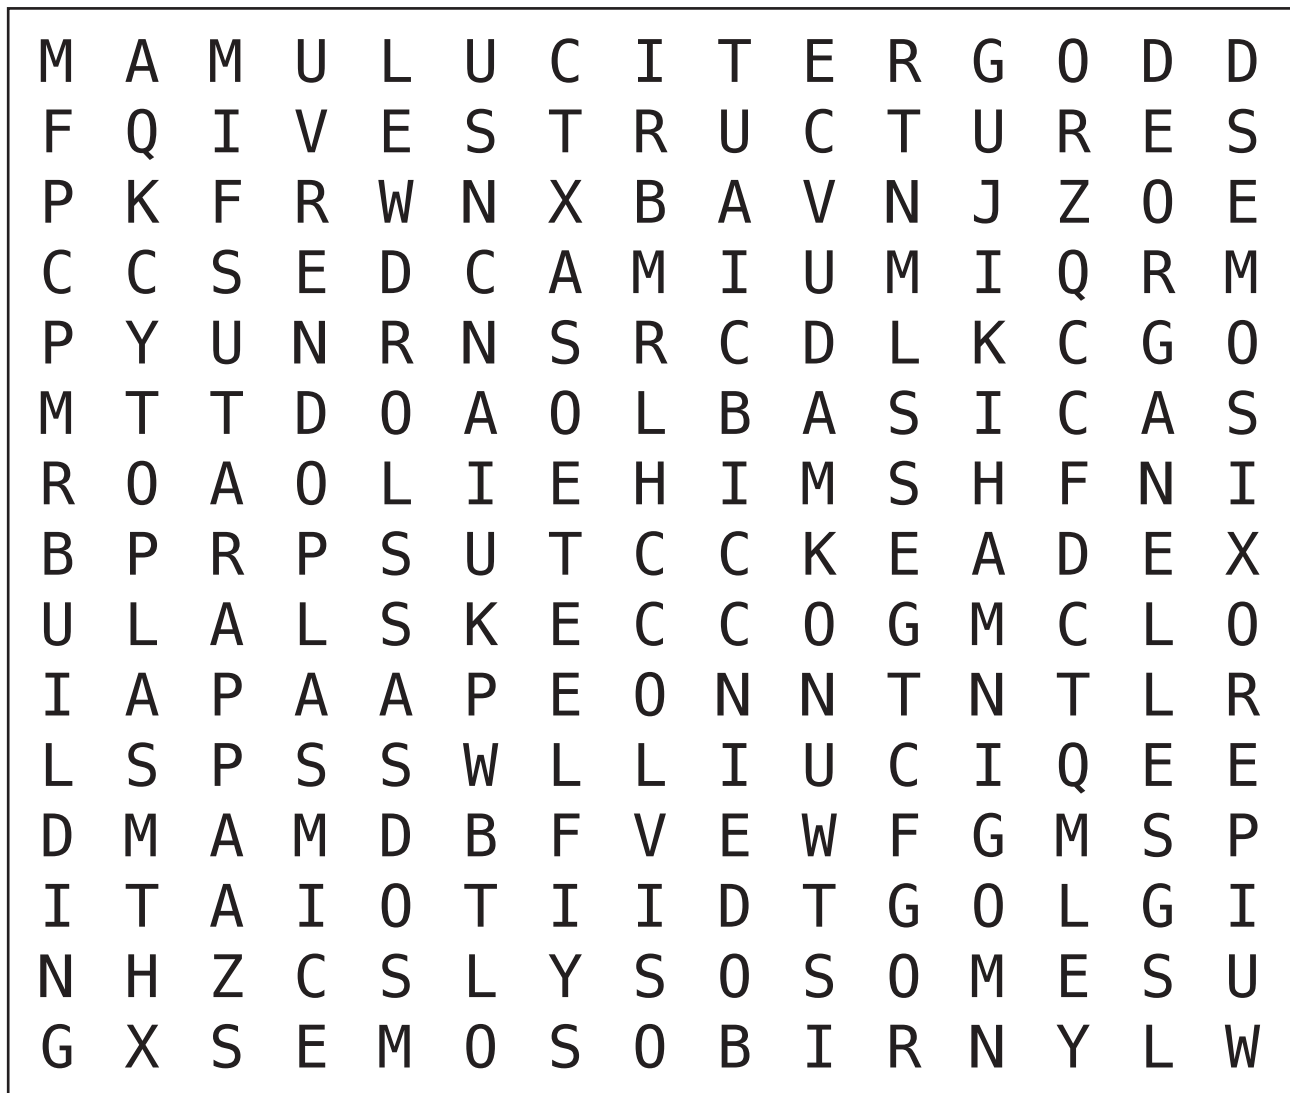 M A M U L U C I T E R G O D D
F Q I V E S T R U C T U R E S
P K F R W N X B A V N J Z O E
C C S E D C A M I U M I Q R M
P Y U N R N S R C D L K C G O
M T T D O A O L B A S I C A S
R O A O L I E H I M S H F N I
B P R P S U T C C K E A D E X
U L A L S K E C C O G M C L O
I A P A A P E O N N T N T L R
L S P S S W L L I U C I Q E E
D M A M D B F V E W F G M S P
I T A I O T I I D T G O L G I
N H Z C S L Y S O S O M E S U
G X S E M O S O B I R N Y L W